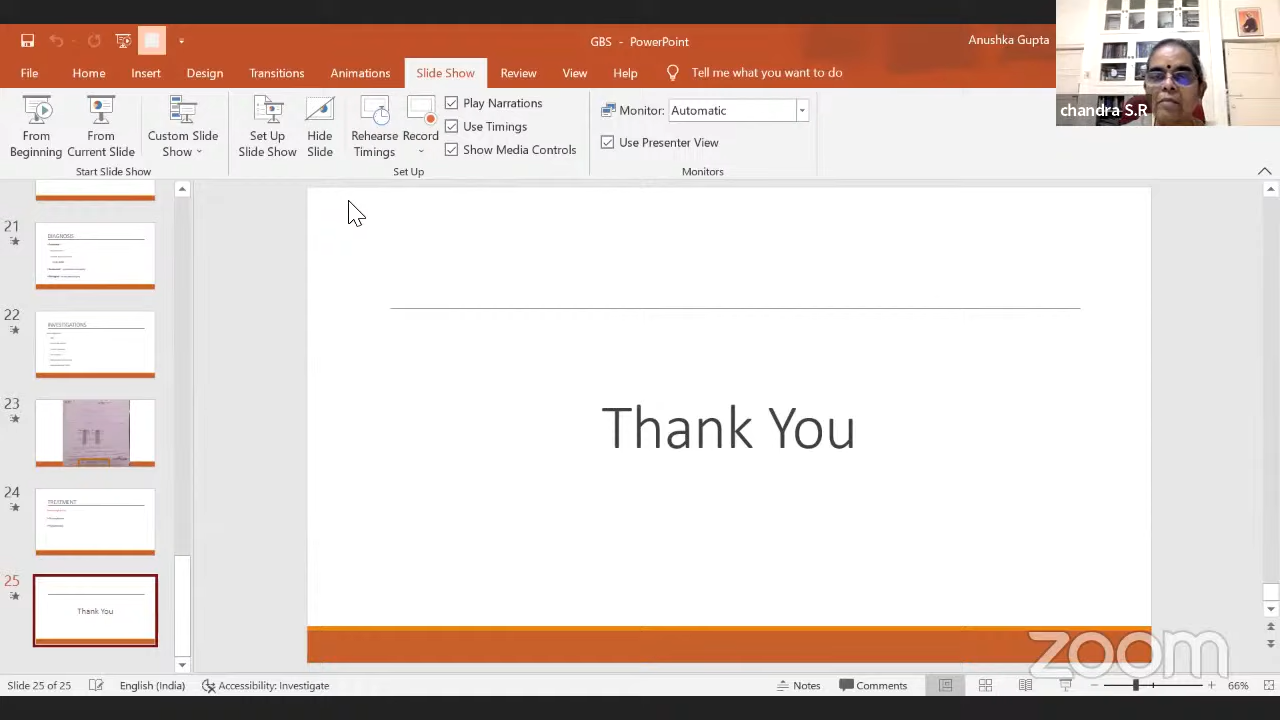 GBS - PowerPoint
Anushka Gupta
File Home Insert Design Transitions Animations Slide Show Review View Help Tell me what you want to do
From Beginning
From Current Slide
Custom Slide Show
Start Slide Show
Set Up Slide Show
Hide Slide
Rehearse Timings
Record
Play Narrations
Use Timings
Show Media Controls
Set Up
Monitor: Automatic
Use Presenter View
Monitors
chandra S.R
21
DIAGNOSIS
22
INVESTIGATIONS
23
24
TREATMENT
25
Thank You
Thank You
zoom
Slide 25 of 25 English (India) Accessibility: Investigate Notes Comments 66%